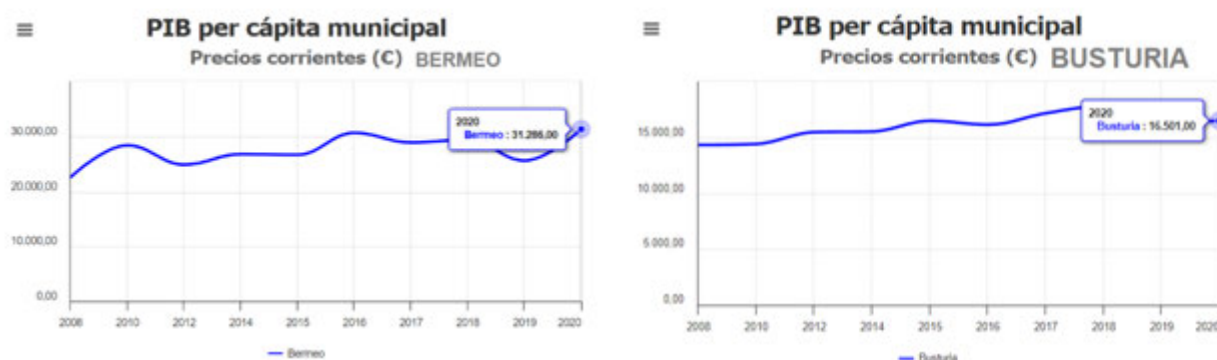 PIB per cápita municipal
Precios corrientes (€) BERMEO
30.000,00
20.000,00
10.000,00
0,00
2020
Bermeo : 31.286,00
2008 2010 2012 2014 2015 2016 2017 2018 2019 2020
Bermeo
PIB per cápita municipal
Precios corrientes (€) BUSTURIA
15.000,00
10.000,00
5.000,00
0,00
2020
Busturia : 16.501,00
2008 2010 2012 2014 2015 2016 2017 2018 2019 2020
Busturia